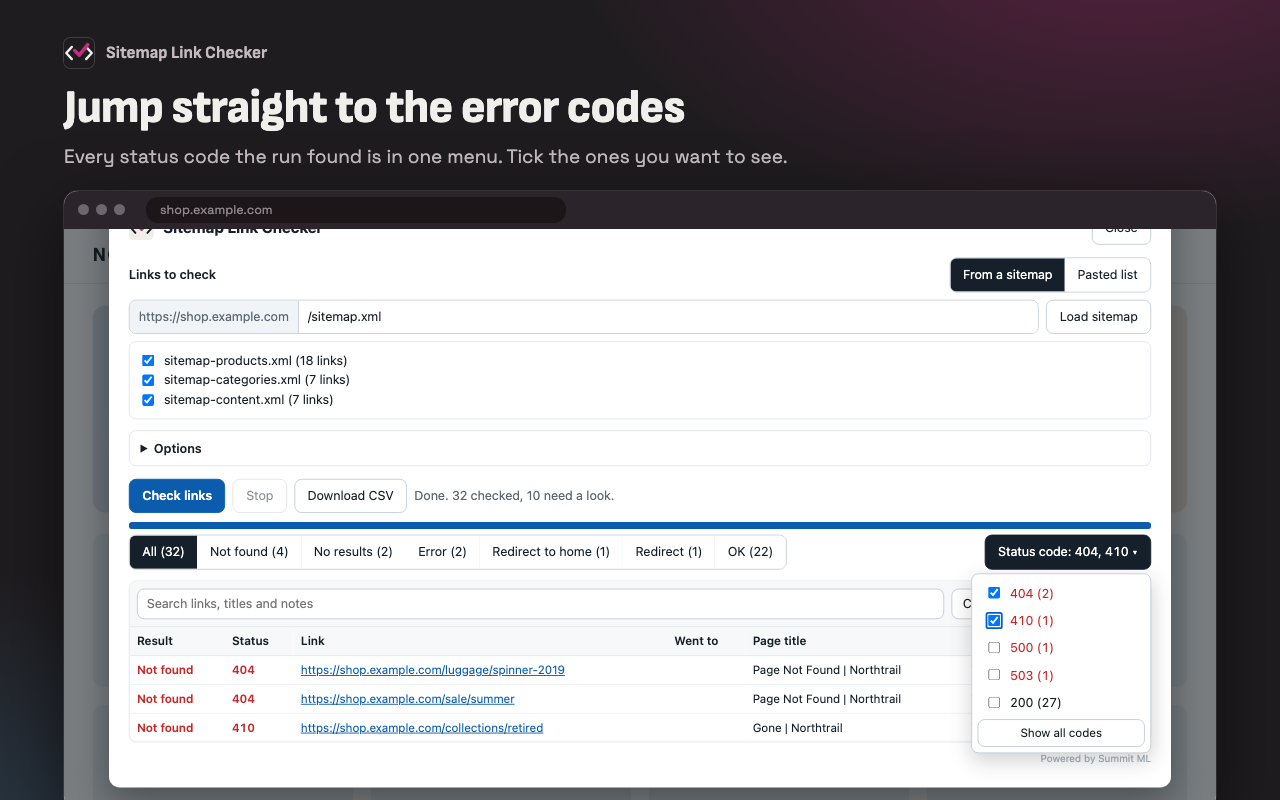 Sitemap Link Checker
Jump straight to the error codes
Every status code the run found is in one menu. Tick the ones you want to see.
shop.example.com
Sitemap Link Checker
Close
Links to check
From a sitemap
Pasted list
https://shop.example.com
/sitemap.xml
Load sitemap
sitemap-products.xml (18 links)
sitemap-categories.xml (7 links)
sitemap-content.xml (7 links)
Options
Check links
Stop
Download CSV
Done. 32 checked, 10 need a look.
All (32)
Not found (4)
No results (2)
Error (2)
Redirect to home (1)
Redirect (1)
OK (22)
Status code: 404, 410
Search links, titles and notes
404 (2)
410 (1)
500 (1)
503 (1)
200 (27)
Show all codes
Result Status Link Went to Page title
Not found 404 https://shop.example.com/luggage/spinner-2019 Page Not Found | Northtrail
Not found 404 https://shop.example.com/sale/summer Page Not Found | Northtrail
Not found 410 https://shop.example.com/collections/retired Gone | Northtrail
Powered by Summit ML